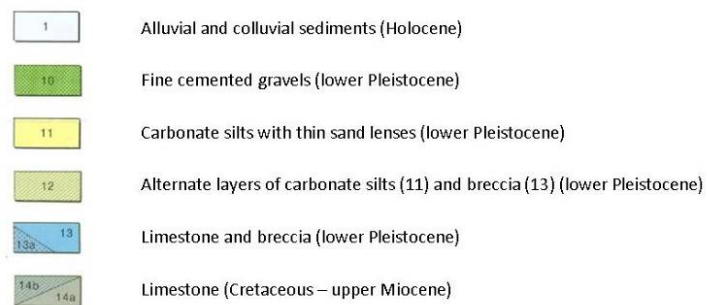 1 Alluvial and colluvial sediments (Holocene)
10 Fine cemented gravels (lower Pleistocene)
11 Carbonate silts with thin sand lenses (lower Pleistocene)
12 Alternate layers of carbonate silts (11) and breccia (13) (lower Pleistocene)
13a 13 Limestone and breccia (lower Pleistocene)
14b 14a Limestone (Cretaceous – upper Miocene)